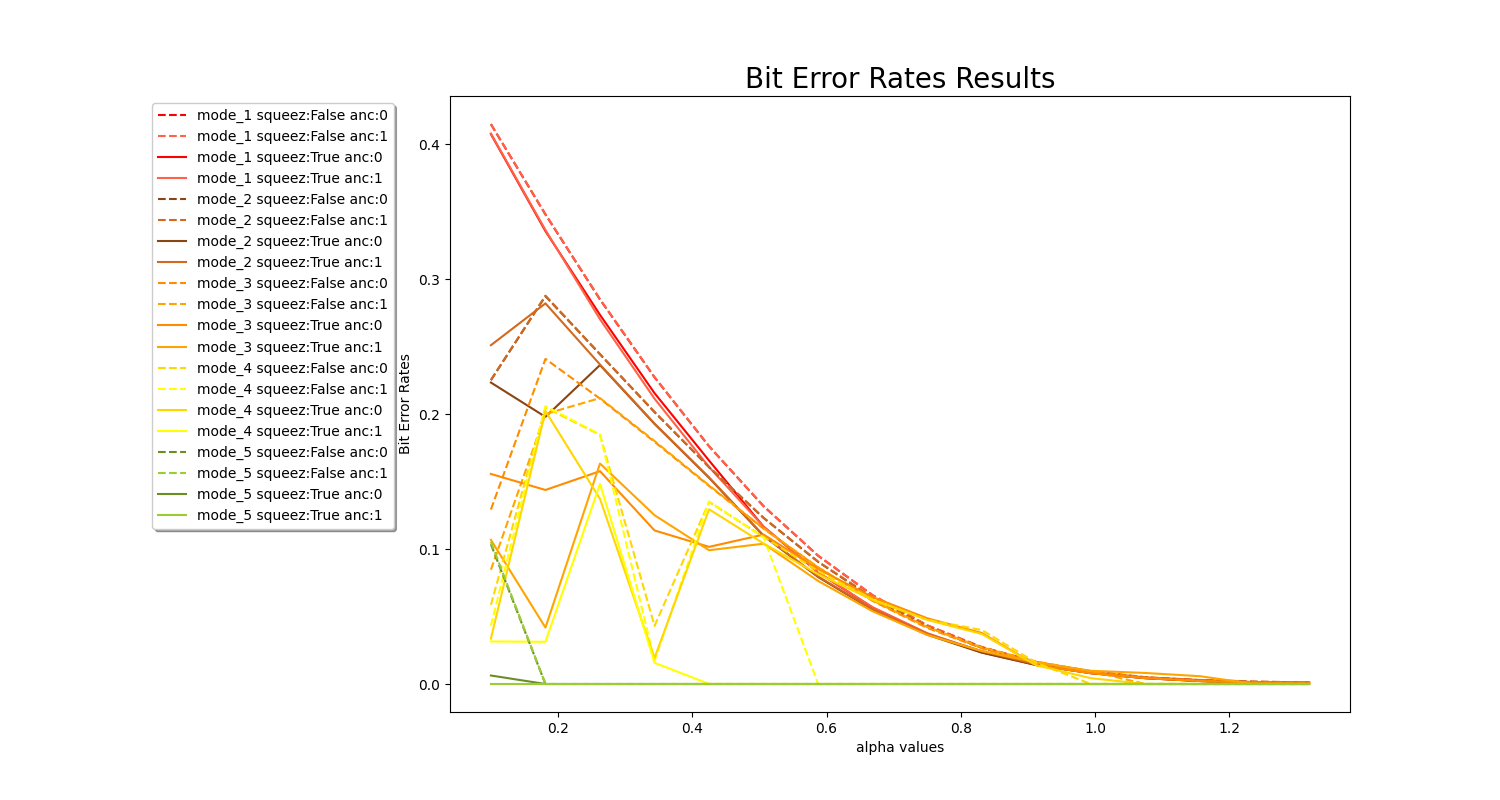 Bit Error Rates Results
mode_1 squeez:False anc:0
mode_1 squeez:False anc:1
mode_1 squeez:True anc:0
mode_1 squeez:True anc:1
mode_2 squeez:False anc:0
mode_2 squeez:False anc:1
mode_2 squeez:True anc:0
mode_2 squeez:True anc:1
mode_3 squeez:False anc:0
mode_3 squeez:False anc:1
mode_3 squeez:True anc:0
mode_3 squeez:True anc:1
mode_4 squeez:False anc:0
mode_4 squeez:False anc:1
mode_4 squeez:True anc:0
mode_4 squeez:True anc:1
mode_5 squeez:False anc:0
mode_5 squeez:False anc:1
mode_5 squeez:True anc:0
mode_5 squeez:True anc:1
Bit Error Rates
0.4
0.3
0.2
0.1
0.0
0.2 0.4 0.6 0.8 1.0 1.2
alpha values